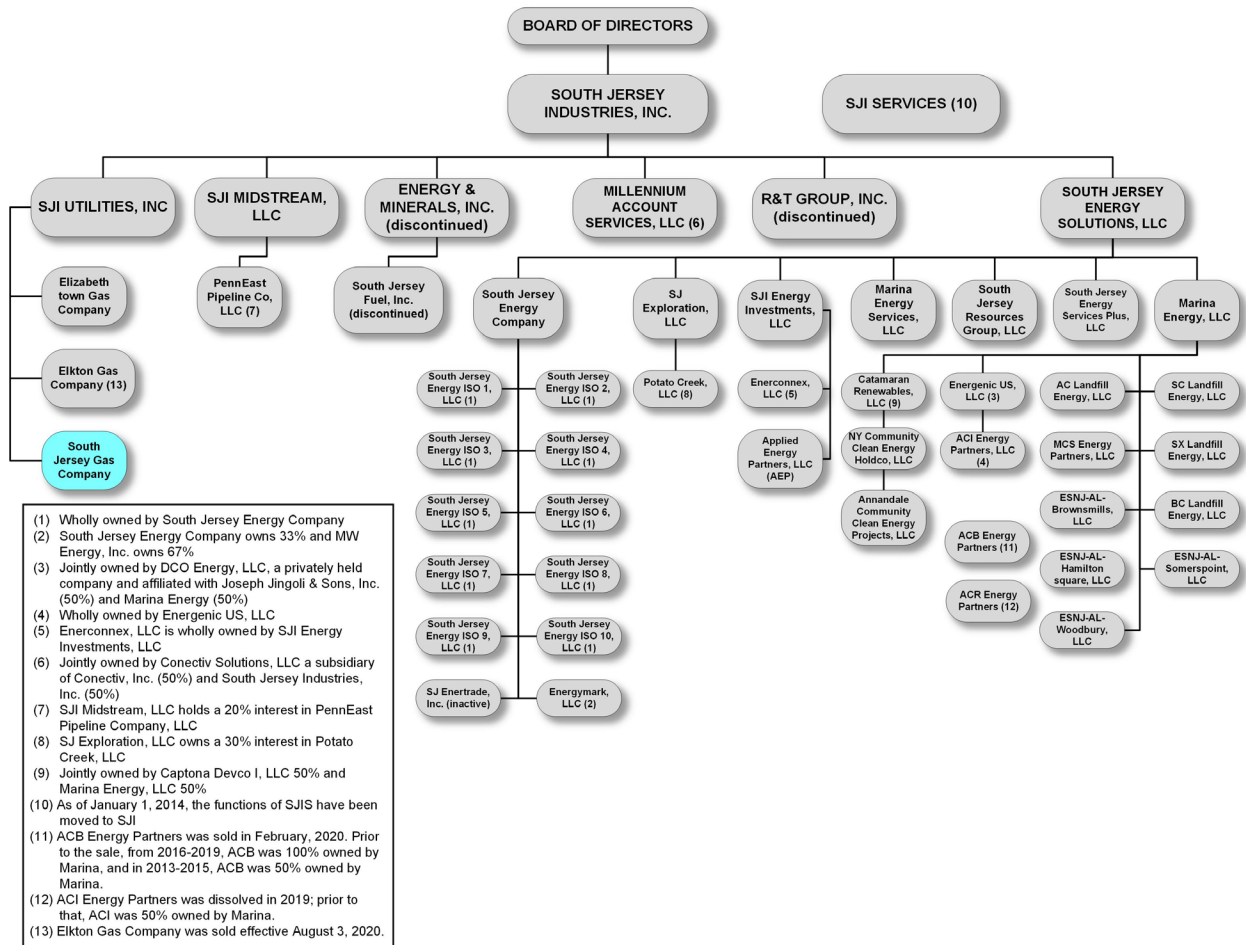 BOARD OF DIRECTORS
SOUTH JERSEY
INDUSTRIES, INC.
SJI SERVICES (10)
SJI UTILITIES, INC
SJI MIDSTREAM,
LLC
ENERGY &
MINERALS, INC.
(discontinued)
MILLENNIUM
ACCOUNT
SERVICES, LLC (6)
R&T GROUP, INC.
(discontinued)
SOUTH JERSEY
ENERGY
SOLUTIONS, LLC
Elizabeth
town Gas
Company
Elkton Gas
Company (13)
South
Jersey Gas
Company
PennEast
Pipeline Co,
LLC (7)
South Jersey
Fuel, Inc.
(discontinued)
South Jersey
Energy
Company
SJ
Exploration,
LLC
SJI Energy
Investments,
LLC
Marina
Energy
Services,
LLC
South
Jersey
Resources
Group, LLC
South Jersey
Energy
Services Plus,
LLC
Marina
Energy, LLC
South Jersey
Energy ISO 1,
LLC (1)
South Jersey
Energy ISO 2,
LLC (1)
South Jersey
Energy ISO 3,
LLC (1)
South Jersey
Energy ISO 4,
LLC (1)
South Jersey
Energy ISO 5,
LLC (1)
South Jersey
Energy ISO 6,
LLC (1)
South Jersey
Energy ISO 7,
LLC (1)
South Jersey
Energy ISO 8,
LLC (1)
South Jersey
Energy ISO 9,
LLC (1)
South Jersey
Energy ISO 10,
LLC (1)
SJ Enertrade,
Inc. (inactive)
Energymark,
LLC (2)
Potato Creek,
LLC (8)
Enerconnex,
LLC (5)
Applied
Energy
Partners, LLC
(AEP)
Catamaran
Renewables,
LLC (9)
NY Community
Clean Energy
Holdco, LLC
Annandale
Community
Clean Energy
Projects, LLC
Energenic US,
LLC (3)
ACI Energy
Partners, LLC
(4)
ACB Energy
Partners (11)
ACR Energy
Partners (12)
AC Landfill
Energy, LLC
SC Landfill
Energy, LLC
MCS Energy
Partners, LLC
SX Landfill
Energy, LLC
ESNJ-AL-
Brownsmills,
LLC
BC Landfill
Energy, LLC
ESNJ-AL-
Hamilton
square, LLC
ESNJ-AL-
Somerspoint,
LLC
ESNJ-AL-
Woodbury,
LLC
(1) Wholly owned by South Jersey Energy Company
(2) South Jersey Energy Company owns 33% and MW
Energy, Inc. owns 67%
(3) Jointly owned by DCO Energy, LLC, a privately held
company and affiliated with Joseph Jingoli & Sons, Inc.
(50%) and Marina Energy (50%)
(4) Wholly owned by Energenic US, LLC
(5) Enerconnex, LLC is wholly owned by SJI Energy
Investments, LLC
(6) Jointly owned by Conectiv Solutions, LLC a subsidiary
of Conectiv, Inc. (50%) and South Jersey Industries,
Inc. (50%)
(7) SJI Midstream, LLC holds a 20% interest in PennEast
Pipeline Company, LLC
(8) SJ Exploration, LLC owns a 30% interest in Potato
Creek, LLC
(9) Jointly owned by Captona Devco I, LLC 50% and
Marina Energy, LLC 50%
(10) As of January 1, 2014, the functions of SJIS have been
moved to SJI
(11) ACB Energy Partners was sold in February, 2020. Prior
to the sale, from 2016-2019, ACB was 100% owned by
Marina, and in 2013-2015, ACB was 50% owned by
Marina.
(12) ACI Energy Partners was dissolved in 2019; prior to
that, ACI was 50% owned by Marina.
(13) Elkton Gas Company was sold effective August 3, 2020.